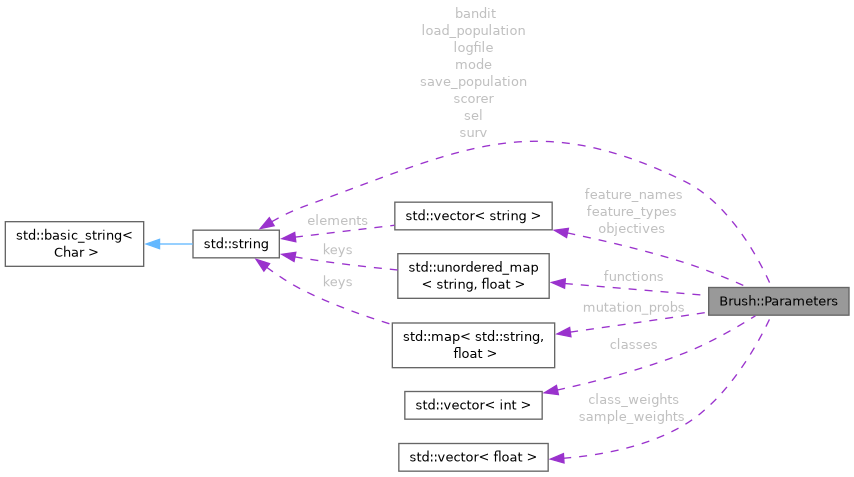 bandit
load_population
logfile
mode
save_population
scorer
sel
surv
feature_names
feature_types
objectives
elements
std::vector< string >
std::basic_string<
Char >
std::string
keys
std::unordered_map
< string, float >
functions
Brush::Parameters
keys
mutation_probs
std::map< std::string,
float >
classes
std::vector< int >
class_weights
sample_weights
std::vector< float >